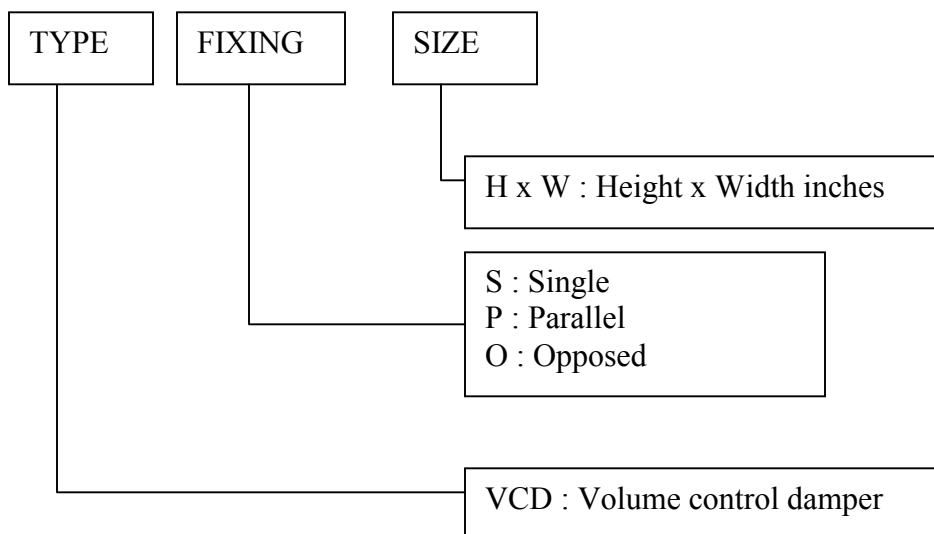 TYPE
FIXING
SIZE
H x W : Height x Width inches
S : Single
P : Parallel
O : Opposed
VCD : Volume control damper